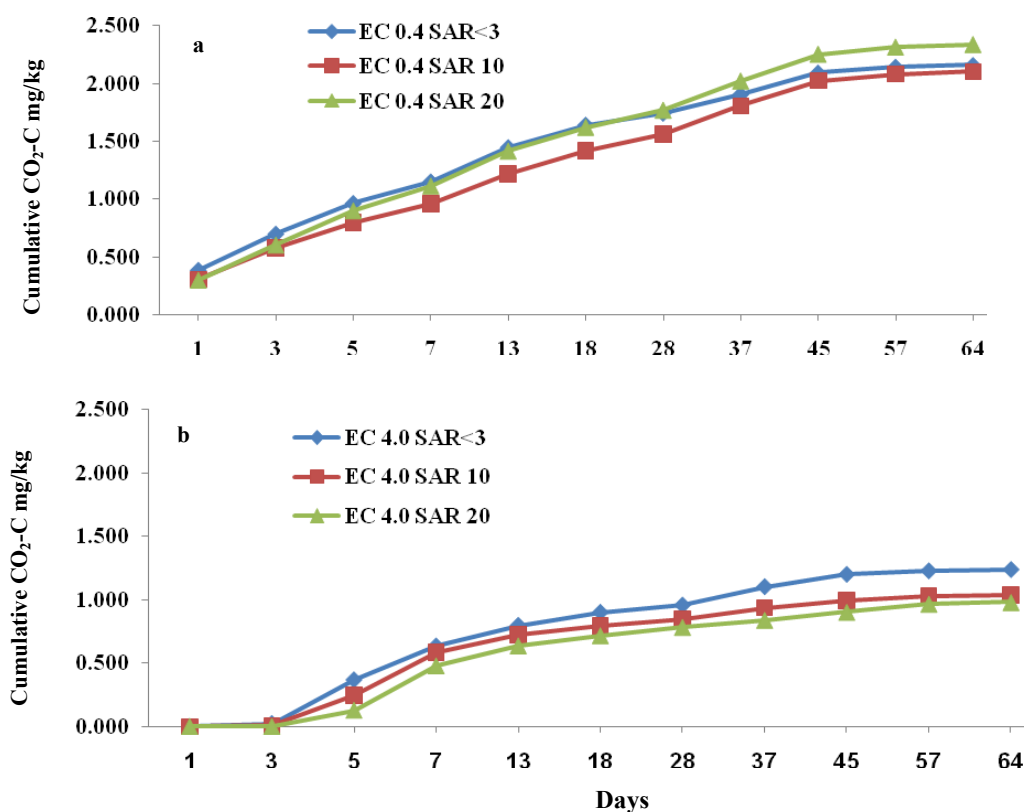 a
EC 0.4 SAR<3
EC 0.4 SAR 10
EC 0.4 SAR 20
Cumulative CO₂-C mg/kg
2.500
2.000
1.500
1.000
0.500
0.000
1 3 5 7 13 18 28 37 45 57 64
b
EC 4.0 SAR<3
EC 4.0 SAR 10
EC 4.0 SAR 20
Cumulative CO₂-C mg/kg
2.500
2.000
1.500
1.000
0.500
0.000
1 3 5 7 13 18 28 37 45 57 64
Days